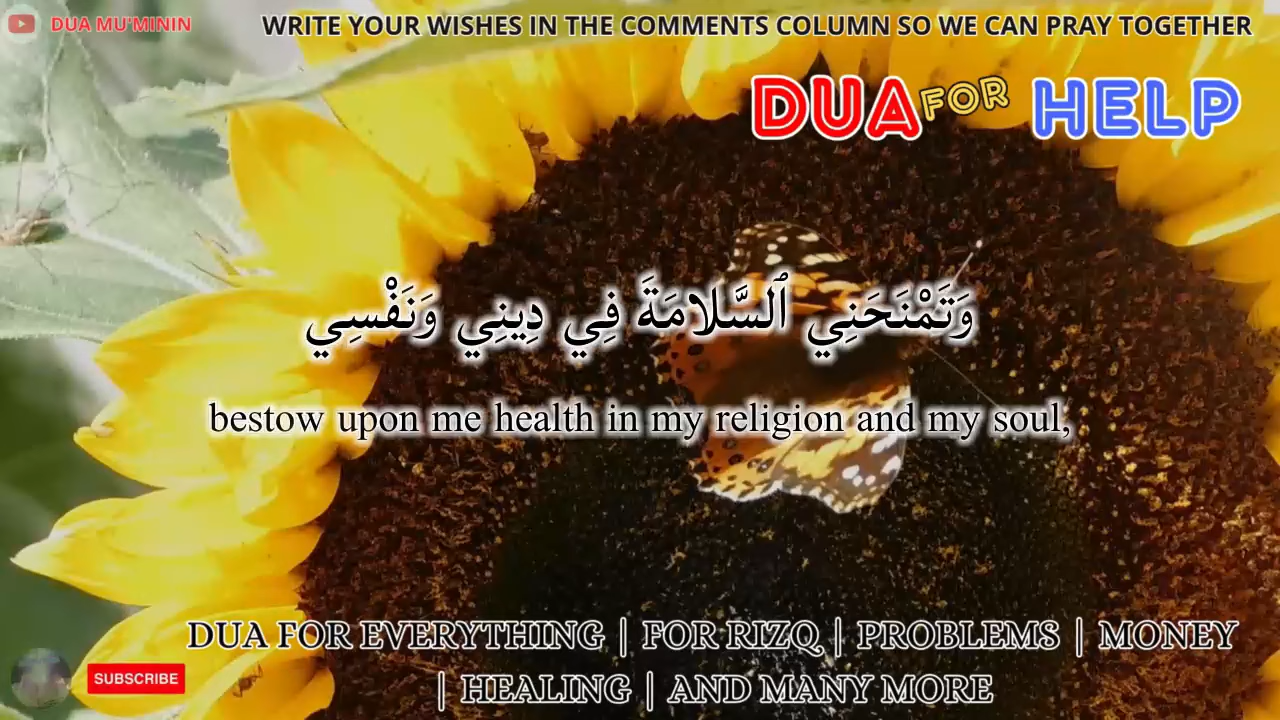 DUA MU'MININ
WRITE YOUR WISHES IN THE COMMENTS COLUMN SO WE CAN PRAY TOGETHER
DUA FOR HELP
وَتَمْنَحَنِي ٱلسَّلامَةَ فِي دِينِي وَنَفْسِي
bestow upon me health in my religion and my soul,
DUA FOR EVERYTHING | FOR RIZQ | PROBLEMS | MONEY
| HEALING | AND MANY MORE
SUBSCRIBE